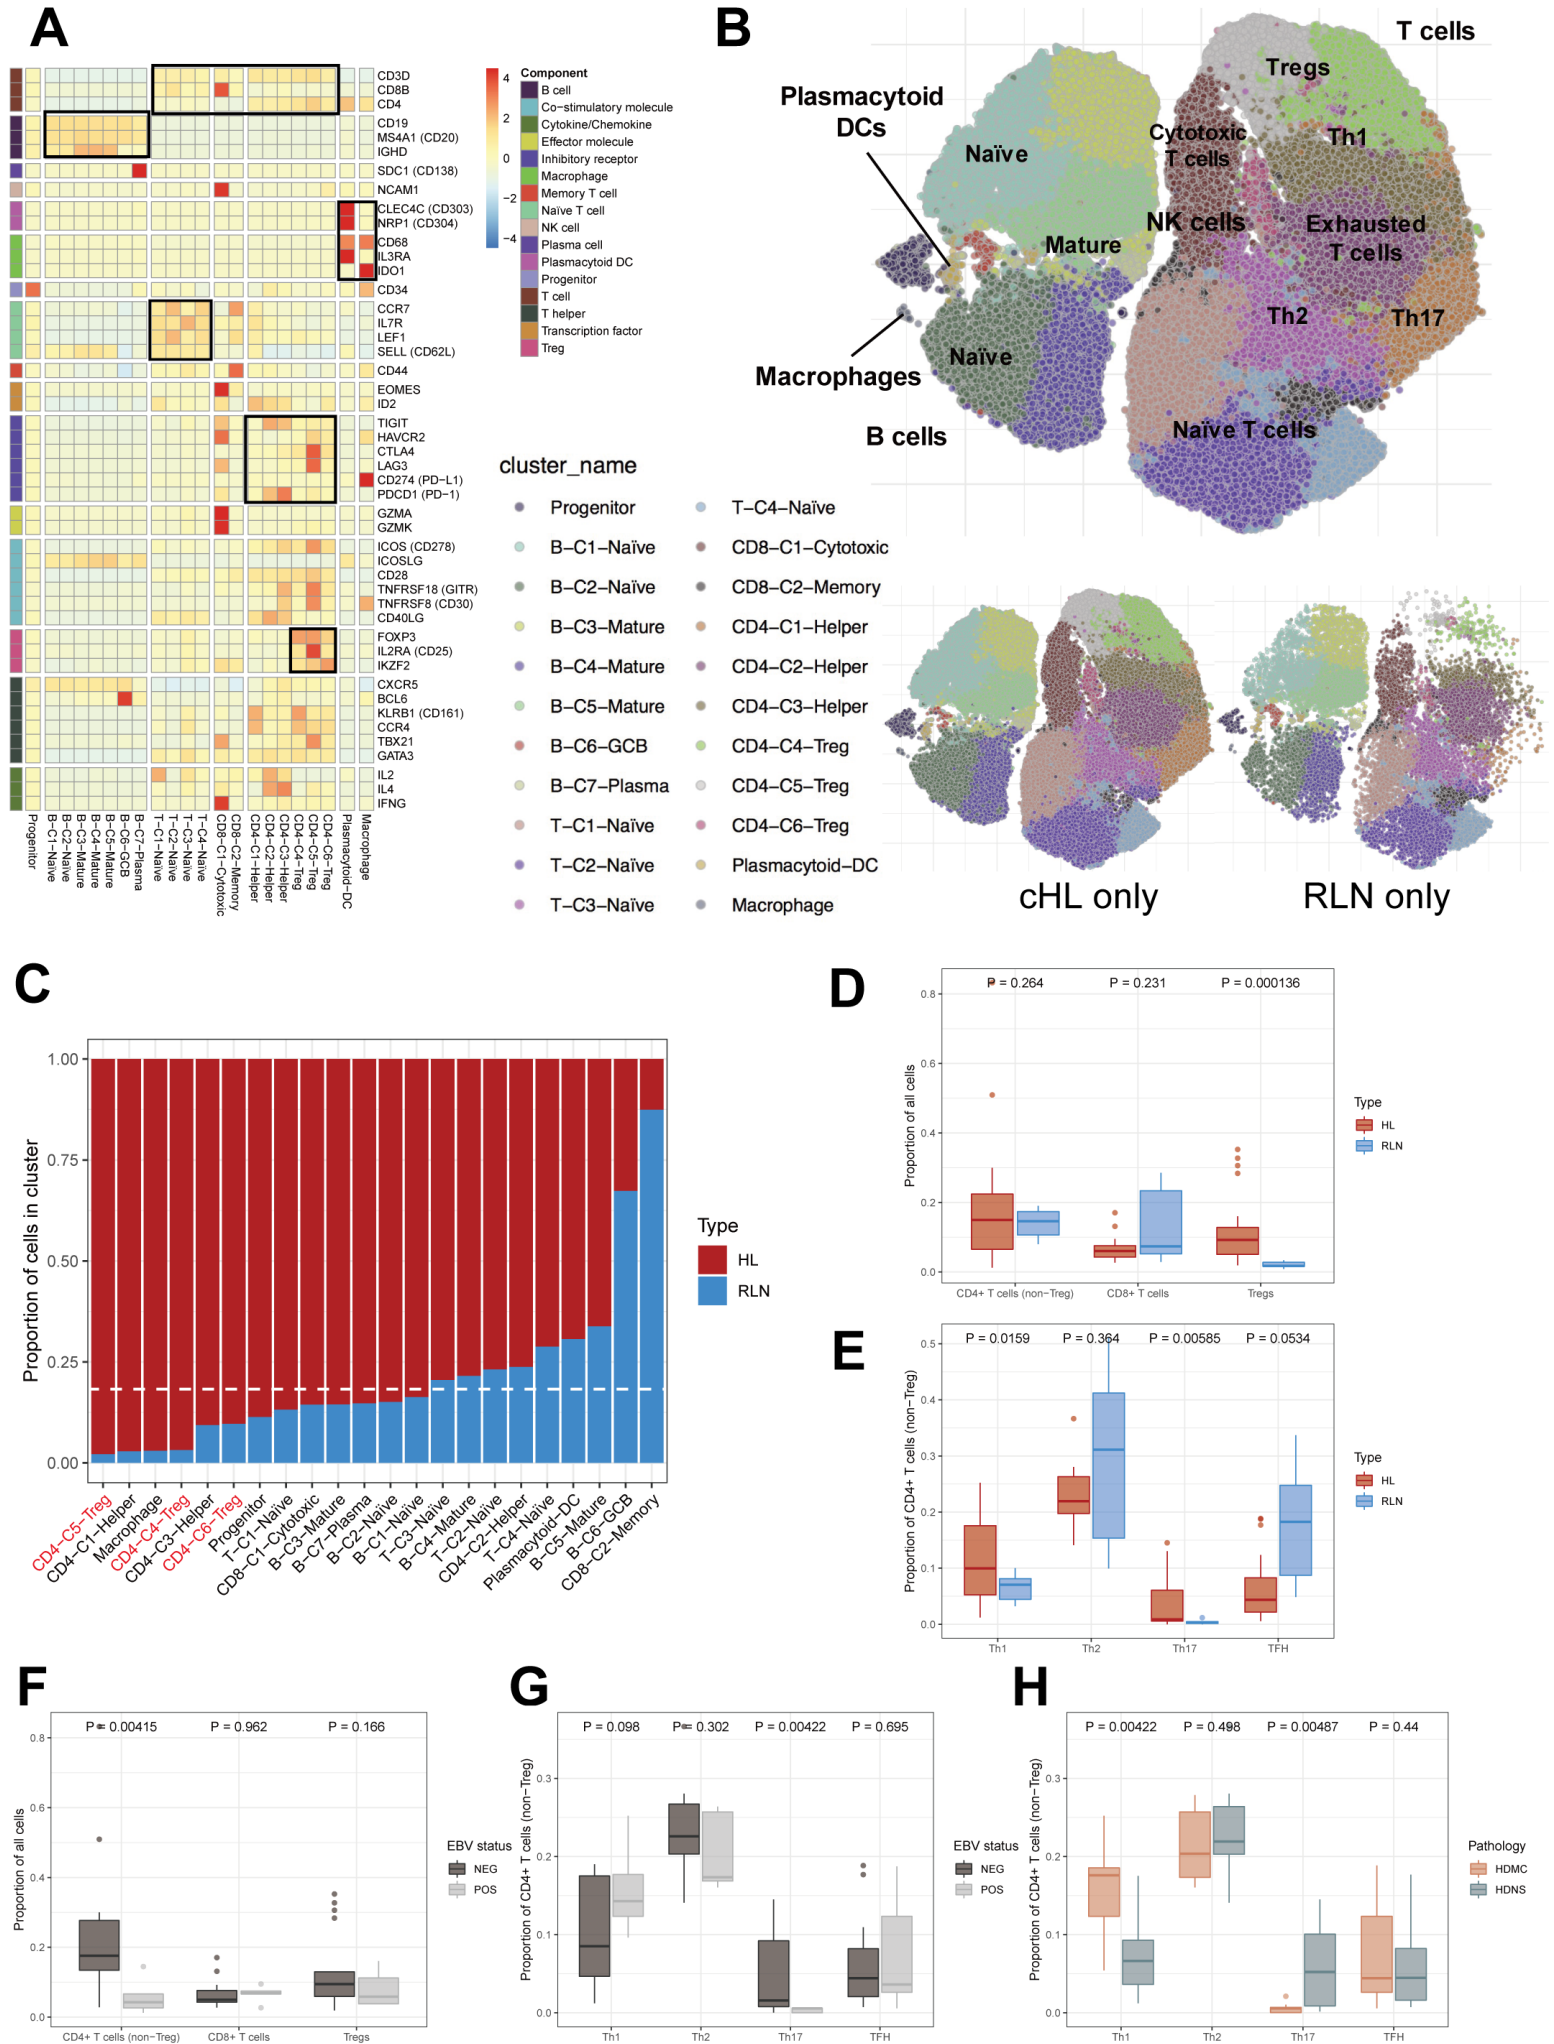 A
CD3D
CD8B
CD4
CD19
MS4A1 (CD20)
IGHD
SDC1 (CD138)
NCAM1
CLEC4C (CD303)
NRP1 (CD304)
CD68
IL3RA
IDO1
CD34
CCR7
IL7R
LEF1
SELL (CD62L)
CD44
EOMES
ID2
TIGIT
HAVCR2
CTLA4
LAG3
CD274 (PD-L1)
PDCD1 (PD-1)
GZMA
GZMK
ICOS (CD278)
ICOSLG
CD28
TNFRSF18 (GITR)
TNFRSF8 (CD30)
CD40LG
FOXP3
IL2RA (CD25)
IKZF2
CXCR5
BCL6
KLRB1 (CD161)
CCR4
TBX21
GATA3
IL2
IL4
IFNG
Progenitor
B-C1-Naïve
B-C2-Naïve
B-C3-Mature
B-C4-Mature
B-C5-Mature
B-C6-GCB
B-C7-Plasma
T-C1-Naïve
T-C2-Naïve
T-C3-Naïve
T-C4-Naïve
CD8-C1-Cytotoxic
CD8-C2-Memory
CD4-C1-Helper
CD4-C2-Helper
CD4-C3-Helper
CD4-C4-Treg
CD4-C5-Treg
CD4-C6-Treg
Plasmacytoid-DC
Macrophage
4
2
0
−2
−4
Component
B cell
Co-stimulatory molecule
Cytokine/Chemokine
Effector molecule
Inhibitory receptor
Macrophage
Memory T cell
Naïve T cell
NK cell
Plasma cell
Plasmacytoid DC
Progenitor
T cell
T helper
Transcription factor
Treg
B
T cells
Tregs
Plasmacytoid
DCs
Cytotoxic
T cells
Th1
Naïve
NK cells
Exhausted
T cells
Mature
Th2
Th17
Naïve
Macrophages
Naïve T cells
B cells
cluster_name
Progenitor
B-C1-Naïve
B-C2-Naïve
B-C3-Mature
B-C4-Mature
B-C5-Mature
B-C6-GCB
B-C7-Plasma
T-C1-Naïve
T-C2-Naïve
T-C3-Naïve
T-C4-Naïve
CD8-C1-Cytotoxic
CD8-C2-Memory
CD4-C1-Helper
CD4-C2-Helper
CD4-C3-Helper
CD4-C4-Treg
CD4-C5-Treg
CD4-C6-Treg
Plasmacytoid-DC
Macrophage
cHL only
RLN only
C
Proportion of cells in cluster
1.00
0.75
0.50
0.25
0.00
CD4-C5-Treg
CD4-C1-Helper
Macrophage
CD4-C4-Treg
CD4-C3-Helper
CD4-C6-Treg
Progenitor
T-C1-Naïve
CD8-C1-Cytotoxic
B-C3-Mature
B-C7-Plasma
B-C2-Naïve
B-C1-Naïve
T-C3-Naïve
B-C4-Mature
T-C2-Naïve
CD4-C2-Helper
T-C4-Naïve
Plasmacytoid-DC
B-C5-Mature
B-C6-GCB
CD8-C2-Memory
Type
HL
RLN
D
Proportion of all cells
0.8
0.6
0.4
0.2
0.0
P = 0.264
P = 0.231
P = 0.000136
CD4+ T cells (non-Treg)
CD8+ T cells
Tregs
Type
HL
RLN
E
Proportion of CD4+ T cells (non-Treg)
0.5
0.4
0.3
0.2
0.1
0.0
P = 0.0159
P = 0.364
P = 0.00585
P = 0.0534
Th1
Th2
Th17
TFH
Type
HL
RLN
F
Proportion of all cells
0.8
0.6
0.4
0.2
0.0
P = 0.00415
P = 0.962
P = 0.166
CD4+ T cells (non-Treg)
CD8+ T cells
Tregs
EBV status
NEG
POS
G
Proportion of CD4+ T cells (non-Treg)
0.3
0.2
0.1
0.0
P = 0.098
P = 0.302
P = 0.00422
P = 0.695
Th1
Th2
Th17
TFH
EBV status
NEG
POS
H
Proportion of CD4+ T cells (non-Treg)
0.3
0.2
0.1
0.0
P = 0.00422
P = 0.498
P = 0.00487
P = 0.44
Th1
Th2
Th17
TFH
Pathology
HDMC
HDNS